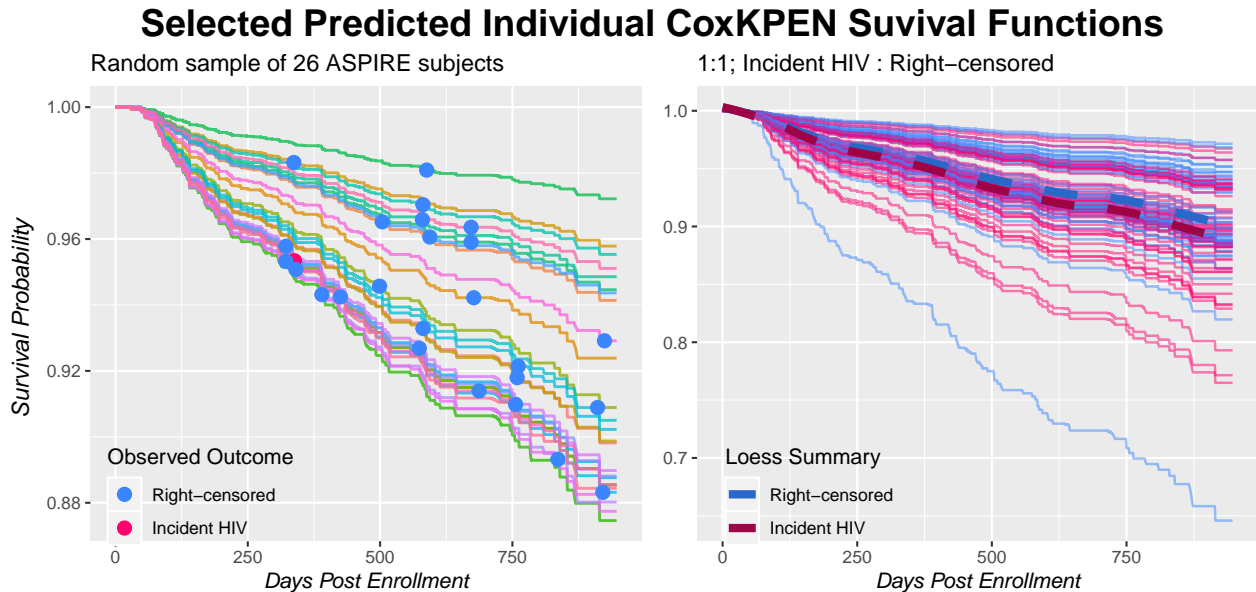 Selected Predicted Individual CoxKPEN Suvival Functions
Random sample of 26 ASPIRE subjects
1.00
0.96
0.92
0.88
Survival Probability
Observed Outcome
Right−censored
Incident HIV
0
250
500
750
Days Post Enrollment
1:1; Incident HIV : Right−censored
1.0
0.9
0.8
0.7
Loess Summary
Right−censored
Incident HIV
0
250
500
750
Days Post Enrollment